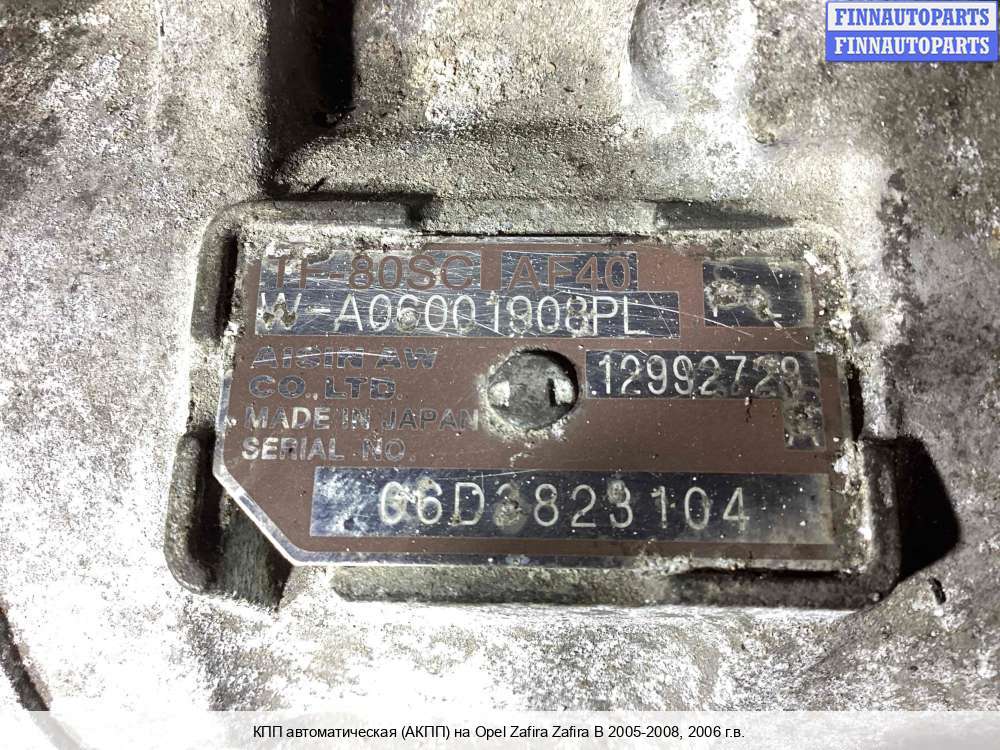 FINNAUTOPARTS
FINNAUTOPARTS
TF-80SC AF40
W-A06001908PL
AISIN AW
CO.,LTD.
12992729
MADE IN JAPAN
SERIAL NO.
06D3823104
КПП автоматическая (АКПП) на Opel Zafira Zafira B 2005-2008, 2006 г.в.